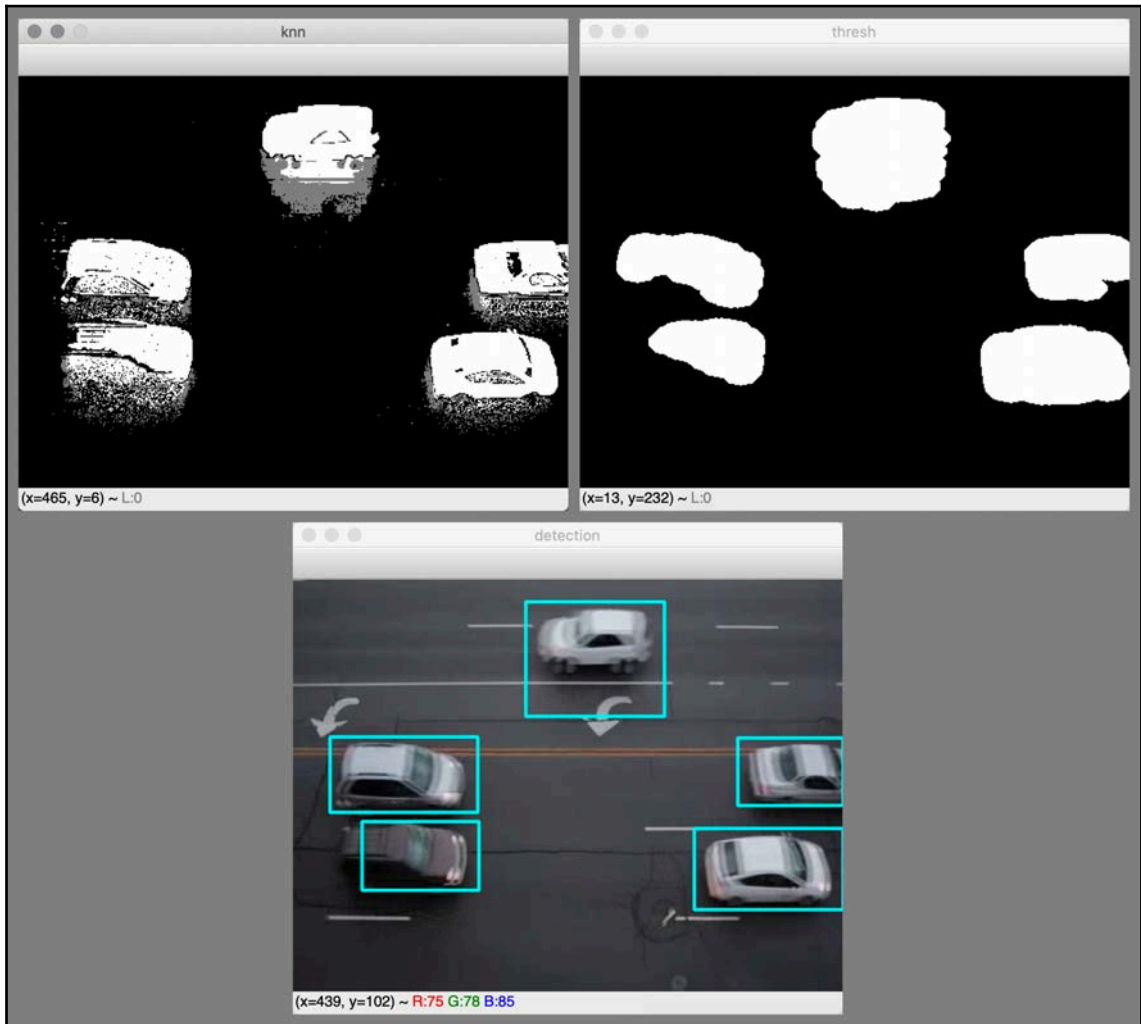 knn
thresh
(x=465, y=6) ~ L:0
(x=13, y=232) ~ L:0
detection
(x=439, y=102) ~ R:75 G:78 B:85